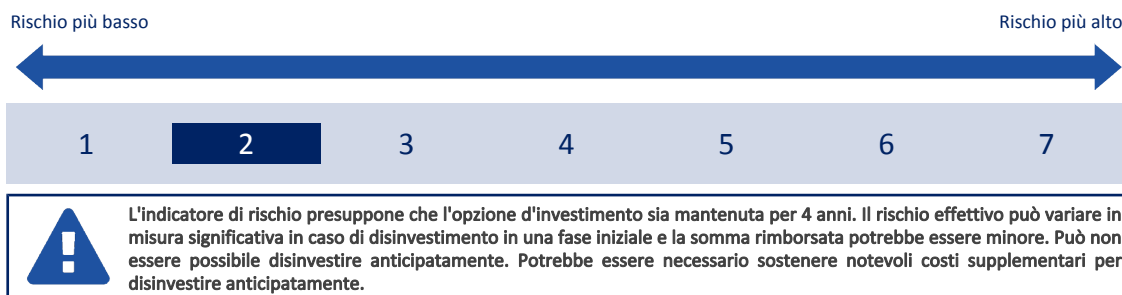 Rischio più basso Rischio più alto
1 2 3 4 5 6 7
L'indicatore di rischio presuppone che l'opzione d'investimento sia mantenuta per 4 anni. Il rischio effettivo può variare in
misura significativa in caso di disinvestimento in una fase iniziale e la somma rimborsata potrebbe essere minore. Può non
essere possibile disinvestire anticipatamente. Potrebbe essere necessario sostenere notevoli costi supplementari per
disinvestire anticipatamente.